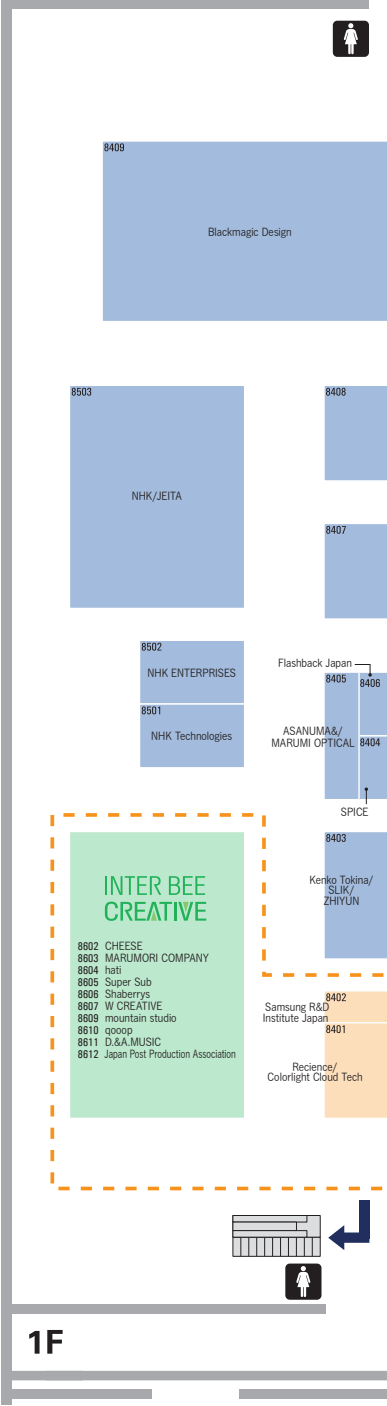 8409
Blackmagic Design
8503
8408
NHK/JEITA
8407
8502
NHK ENTERPRISES
8501
NHK Technologies
Flashback Japan
8405
8406
ASANUMA&/
MARUMI OPTICAL
8404
SPICE
8403
Kenko Tokina/
SLIK/
ZHIYUN
INTER BEE
CREATIVE
8602 CHEESE
8603 MARUMORI COMPANY
8604 hati
8605 Super Sub
8606 Shaberrys
8607 W CREATIVE
8609 mountain studio
8610 qooop
8611 D.&A.MUSIC
8612 Japan Post Production Association
8402
Samsung R&D
Institute Japan
8401
Recience/
Colorlight Cloud Tech
1F